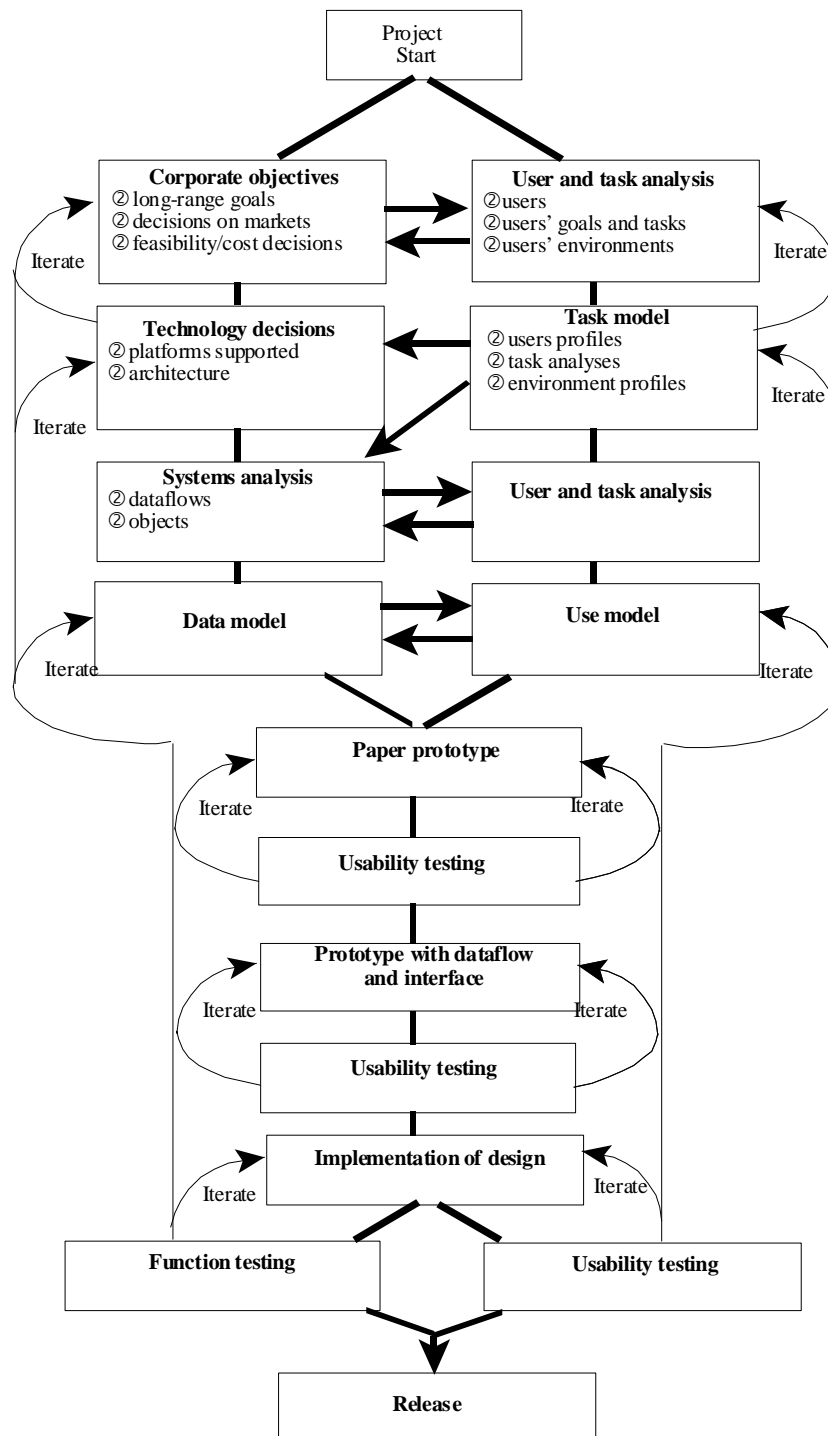 Project
Start
Corporate objectives
② long-range goals
② decisions on markets
② feasibility/cost decisions
User and task analysis
②users
②users’ goals and tasks
②users’ environments
Iterate
Iterate
Technology decisions
② platforms supported
② architecture
Task model
② users profiles
② task analyses
② environment profiles
Iterate
Iterate
Systems analysis
② dataflows
② objects
User and task analysis
Data model
Use model
Iterate
Iterate
Paper prototype
Iterate
Iterate
Usability testing
Prototype with dataflow
and interface
Iterate
Iterate
Usability testing
Implementation of design
Iterate
Iterate
Function testing
Usability testing
Release